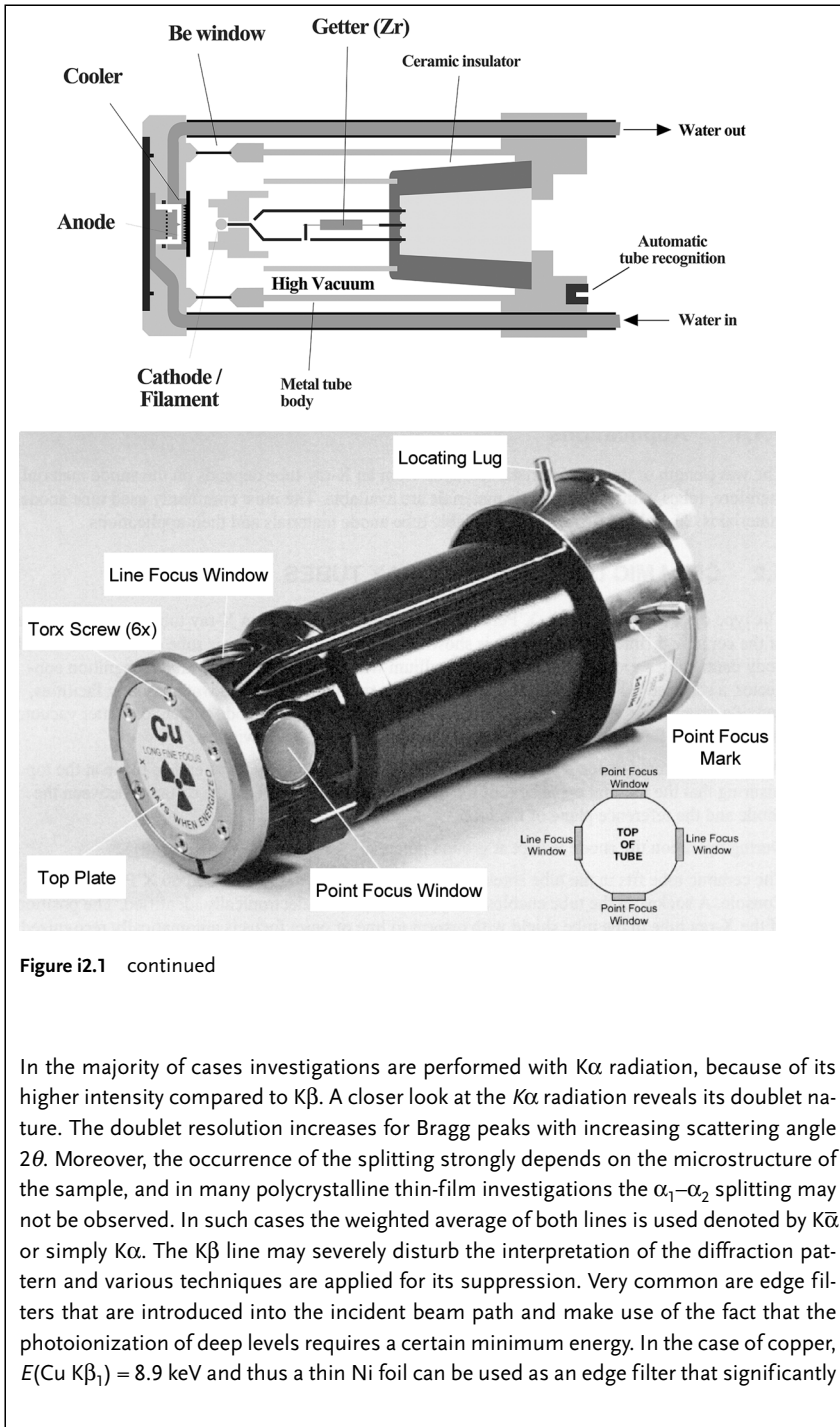 Getter (Zr)
Be window
Ceramic insulator
Cooler
Water out
Anode
Automatic
tube recognition
High Vacuum
Water in
Cathode /
Filament
Metal tube
body
Locating Lug
Line Focus Window
Torx Screw (6x)
Cu
LONG FINE FOCUS
X - RAYS WHEN ENERGIZED
PHILIPS
Point Focus
Mark
Point Focus
Window
Line Focus
Window
TOP
OF
TUBE
Line Focus
Window
Top Plate
Point Focus Window
Point Focus
Window
Figure i2.1 continued
In the majority of cases investigations are performed with Kα radiation, because of its
higher intensity compared to Kβ. A closer look at the Kα radiation reveals its doublet na-
ture. The doublet resolution increases for Bragg peaks with increasing scattering angle
2θ. Moreover, the occurrence of the splitting strongly depends on the microstructure of
the sample, and in many polycrystalline thin-film investigations the α₁–α₂ splitting may
not be observed. In such cases the weighted average of both lines is used denoted by Kα̅
or simply Kα. The Kβ line may severely disturb the interpretation of the diffraction pat-
tern and various techniques are applied for its suppression. Very common are edge fil-
ters that are introduced into the incident beam path and make use of the fact that the
photoionization of deep levels requires a certain minimum energy. In the case of copper,
E(Cu Kβ₁) = 8.9 keV and thus a thin Ni foil can be used as an edge filter that significantly